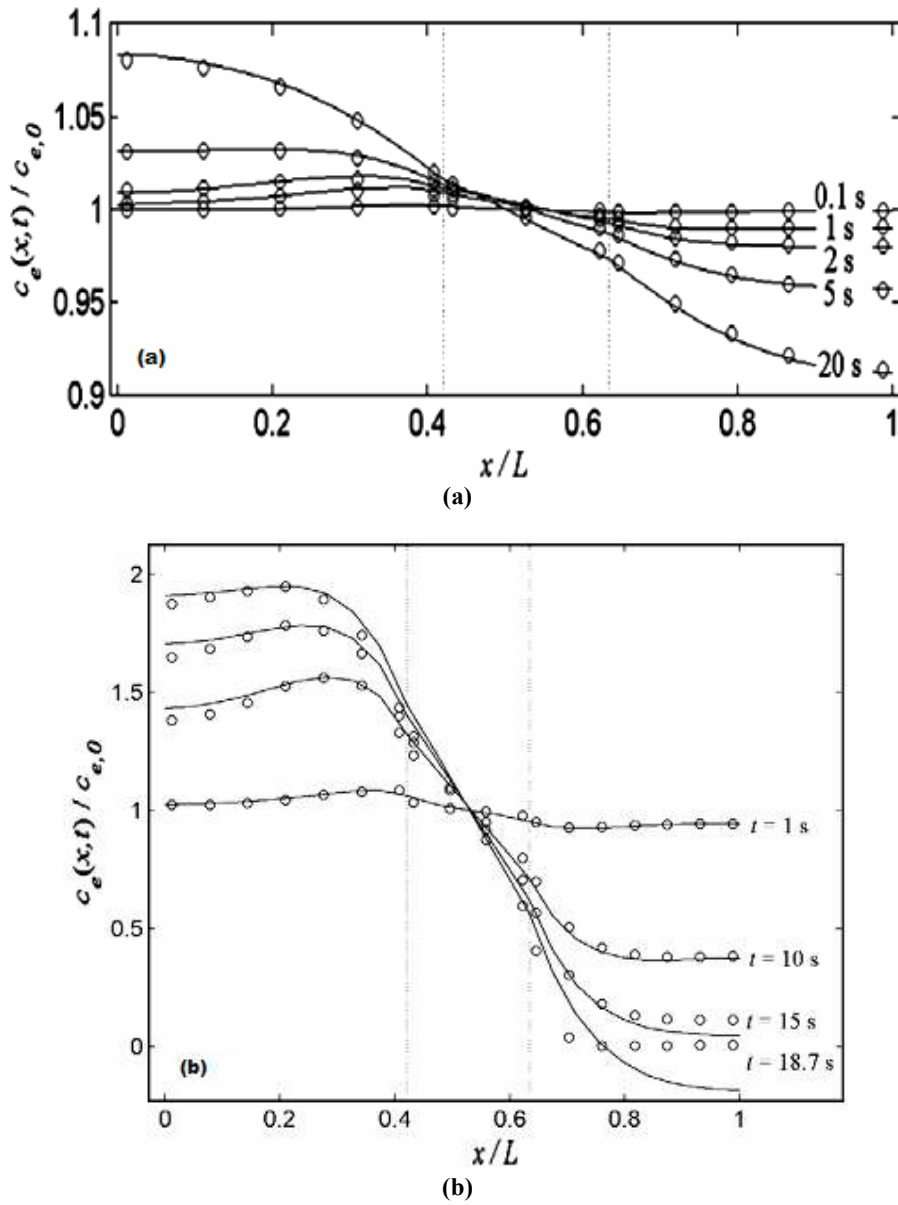 1.1
1.05
1
0.95
0.9
c_e(x,t) / c_e,0
0.1 s
1 s
2 s
5 s
20 s
(a)
0 0.2 0.4 0.6 0.8 1
x/L
(a)
2
1.5
1
0.5
0
c_e(x,t) / c_e,0
t = 1 s
t = 10 s
t = 15 s
t = 18.7 s
(b)
0 0.2 0.4 0.6 0.8 1
x/L
(b)